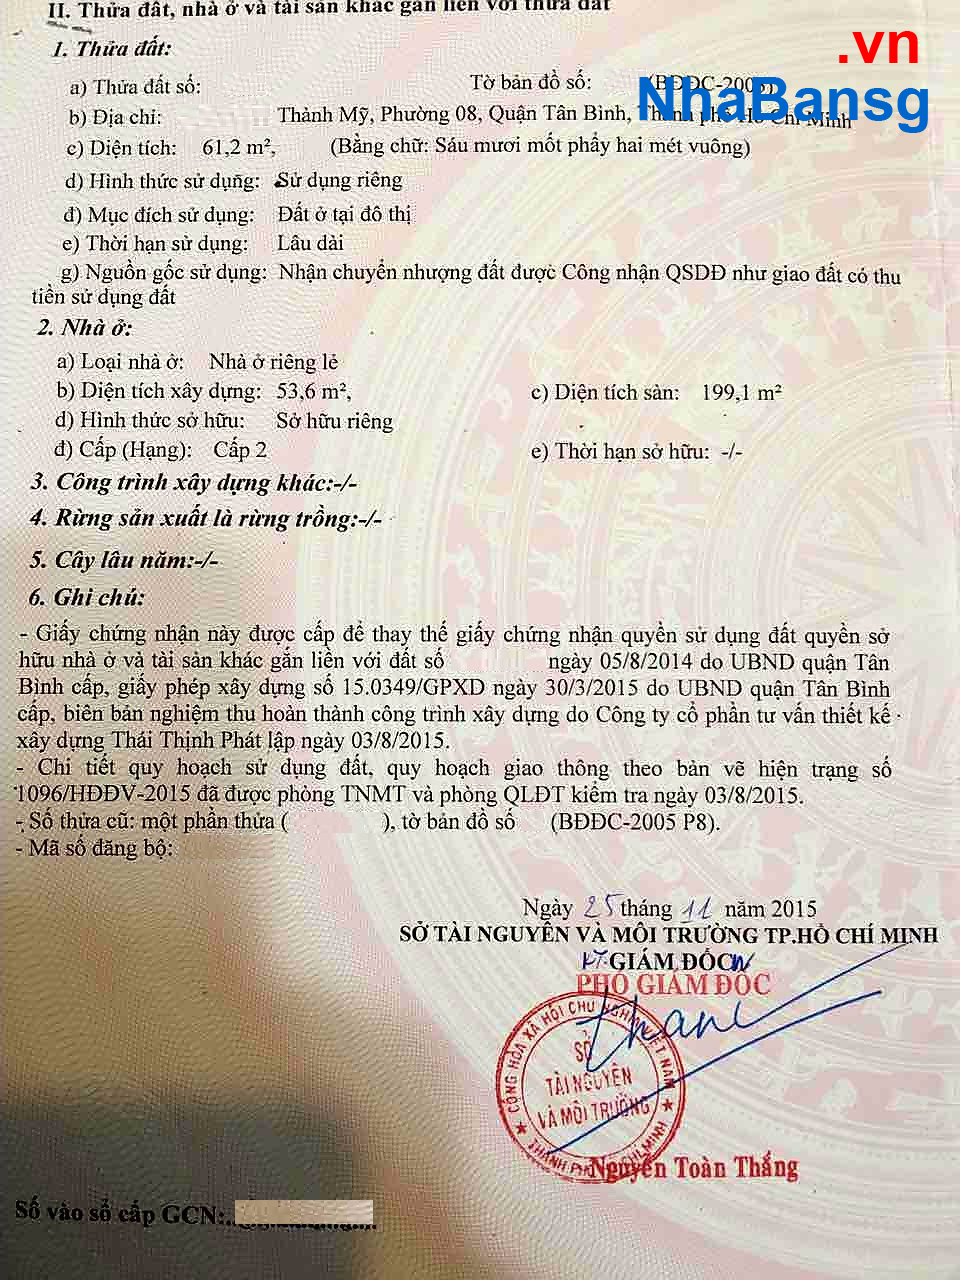 II. Thửa đất, nhà ở và tài sản khác gắn liền với thửa đất
.vn
1. Thửa đất:
a) Thửa đất số: Tờ bản đồ số: (BĐĐC-2005)
NhaBansg
b) Địa chỉ: Thành Mỹ, Phường 08, Quận Tân Bình, Thành phố Hồ Chí Minh
c) Diện tích: 61,2 m², (Bằng chữ: Sáu mươi mốt phẩy hai mét vuông)
d) Hình thức sử dụng: Sử dụng riêng
đ) Mục đích sử dụng: Đất ở tại đô thị
e) Thời hạn sử dụng: Lâu dài
g) Nguồn gốc sử dụng: Nhận chuyển nhượng đất được Công nhận QSDĐ như giao đất có thu
tiền sử dụng đất
2. Nhà ở:
a) Loại nhà ở: Nhà ở riêng lẻ
b) Diện tích xây dựng: 53,6 m², c) Diện tích sàn: 199,1 m²
d) Hình thức sở hữu: Sở hữu riêng
đ) Cấp (Hạng): Cấp 2 e) Thời hạn sở hữu: -/-
3. Công trình xây dựng khác:-/-
4. Rừng sản xuất là rừng trồng:-/-
5. Cây lâu năm:-/-
6. Ghi chú:
- Giấy chứng nhận này được cấp để thay thế giấy chứng nhận quyền sử dụng đất quyền sở
hữu nhà ở và tài sản khác gắn liền với đất số ngày 05/8/2014 do UBND quận Tân
Bình cấp, giấy phép xây dựng số 15.0349/GPXD ngày 30/3/2015 do UBND quận Tân Bình
cấp, biên bản nghiệm thu hoàn thành công trình xây dựng do Công ty cổ phần tư vấn thiết kế
xây dựng Thái Thịnh Phát lập ngày 03/8/2015.
- Chi tiết quy hoạch sử dụng đất, quy hoạch giao thông theo bản vẽ hiện trạng số
1096/HĐĐV-2015 đã được phòng TNMT và phòng QLĐT kiểm tra ngày 03/8/2015.
- Số thửa cũ: một phần thửa ( ), tờ bản đồ số (BĐĐC-2005 P8).
- Mã số đăng bộ:
Ngày 25 tháng 11 năm 2015
SỞ TÀI NGUYÊN VÀ MÔI TRƯỜNG TP.HỒ CHÍ MINH
KT.GIÁM ĐỐC
PHÓ GIÁM ĐỐC
CỘNG HÒA XÃ HỘI CHỦ NGHĨA VIỆT NAM
SỞ
TÀI NGUYÊN
VÀ MÔI TRƯỜNG
THÀNH PHỐ HỒ CHÍ MINH
Nguyễn Toàn Thắng
Số vào sổ cấp GCN: